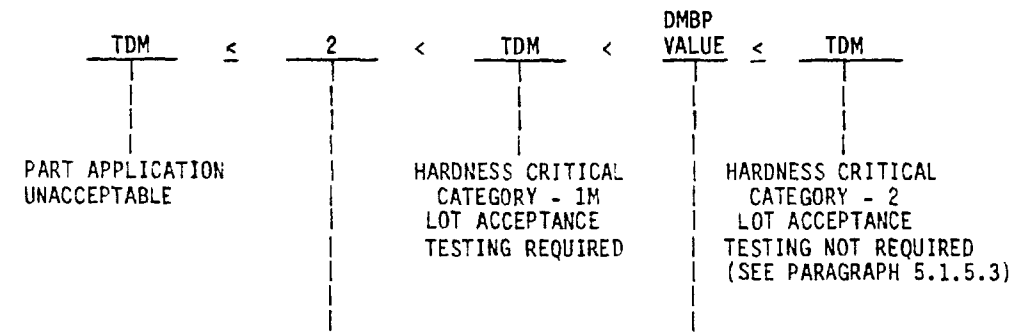 DMBP
TDM ≤ 2 < TDM < VALUE ≤ TDM
PART APPLICATION
UNACCEPTABLE
HARDNESS CRITICAL
CATEGORY - 1M
LOT ACCEPTANCE
TESTING REQUIRED
HARDNESS CRITICAL
CATEGORY - 2
LOT ACCEPTANCE
TESTING NOT REQUIRED
(SEE PARAGRAPH 5.1.5.3)